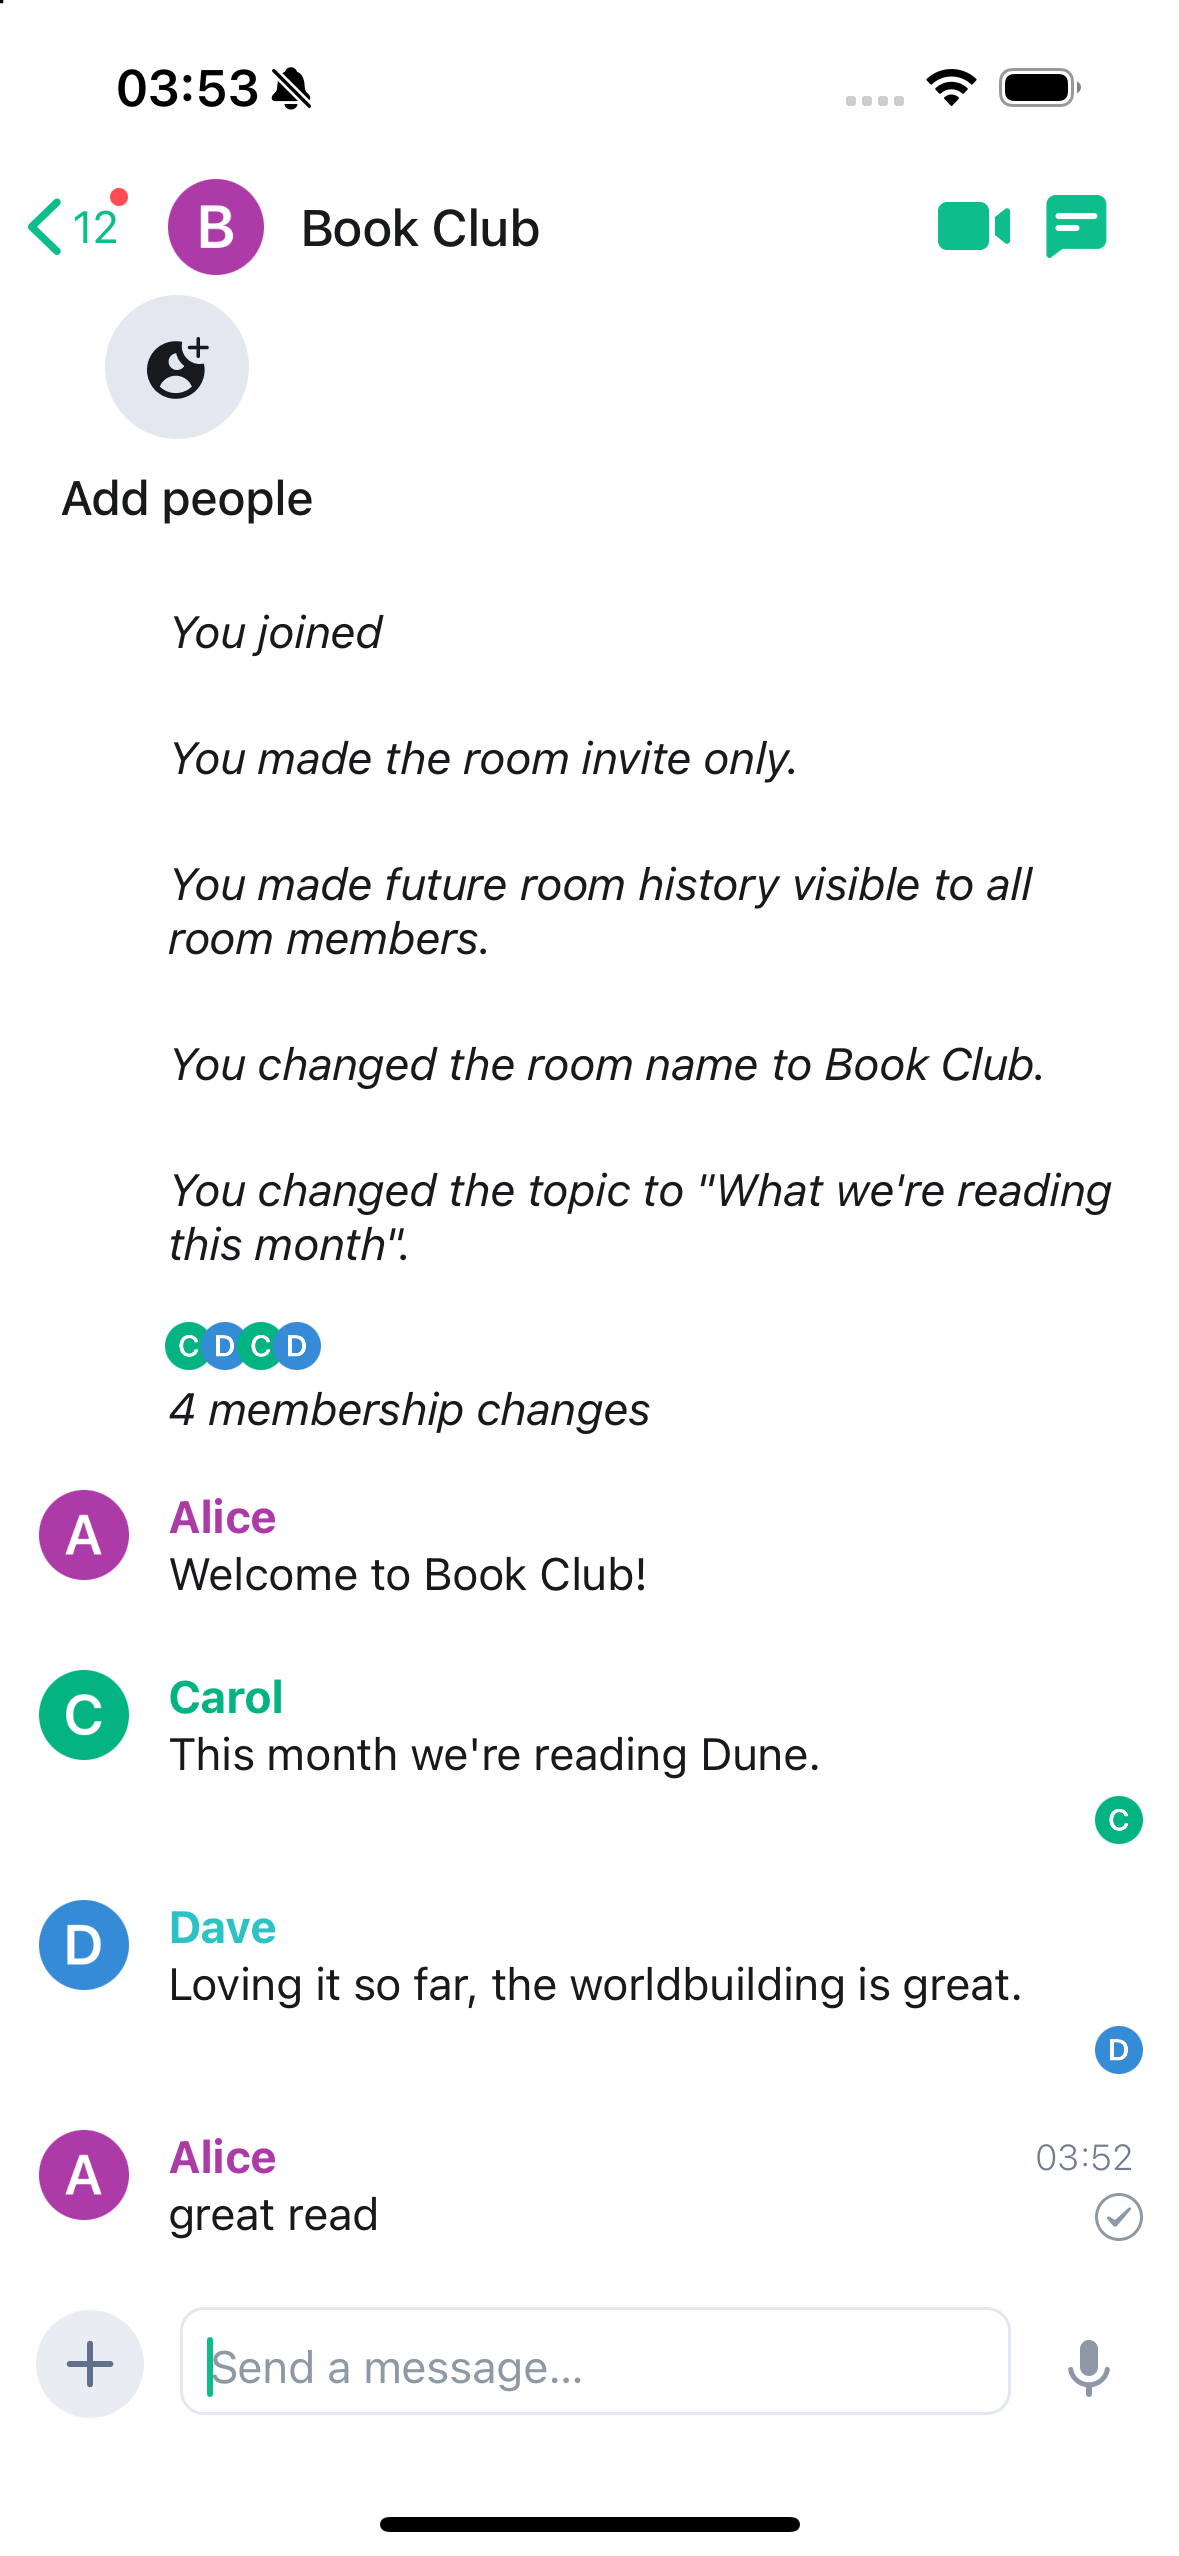 03:53
12
B
Book Club
Add people
You joined
You made the room invite only.
You made future room history visible to all
room members.
You changed the room name to Book Club.
You changed the topic to "What we're reading
this month".
C D C D
4 membership changes
A
Alice
Welcome to Book Club!
C
Carol
This month we're reading Dune.
C
D
Dave
Loving it so far, the worldbuilding is great.
D
A
Alice
03:52
great read
Send a message...